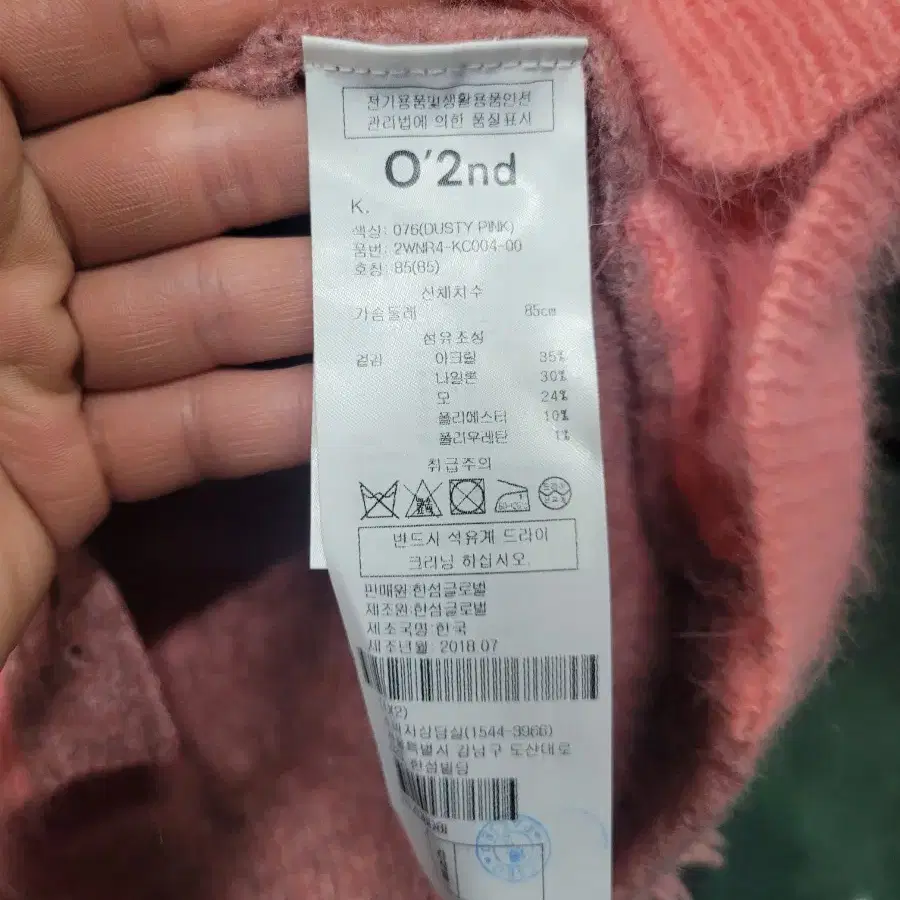 전기용품및생활용품안전
관리법에 의한 품질표시
O'2nd
K.
색상: 076(DUSTY PINK)
품번: 2WNR4-KC004-00
호칭: 85(85)
신체치수
가슴둘레 85cm
섬유조성
겉감 아크릴 35%
나일론 30%
모 24%
폴리에스터 10%
폴리우레탄 1%
취급주의
반드시 석유계 드라이
크리닝 하십시오.
판매원:한섬글로벌
제조원:한섬글로벌
제조국명:한국
제조년월: 2018.07
상담실(1544-3966)
특별시 강남구 도산대로
한섬빌딩